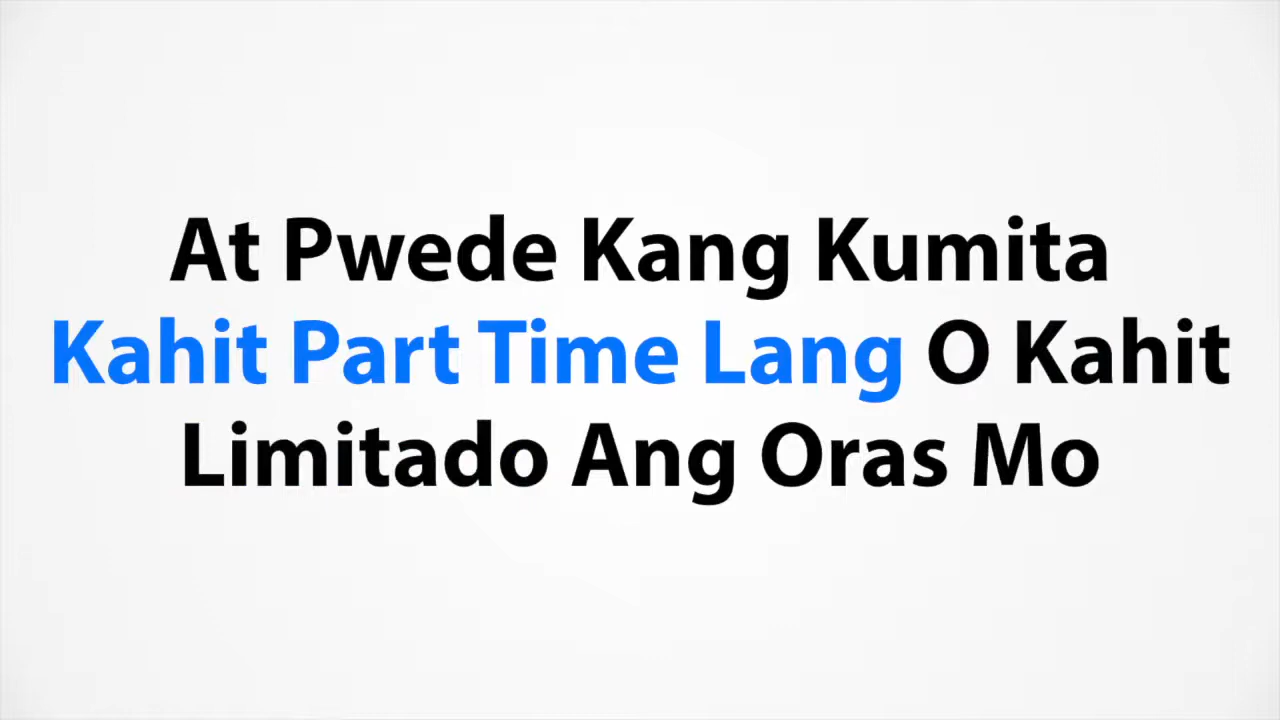 At Pwede Kang Kumita
Kahit Part Time Lang O Kahit
Limitado Ang Oras Mo